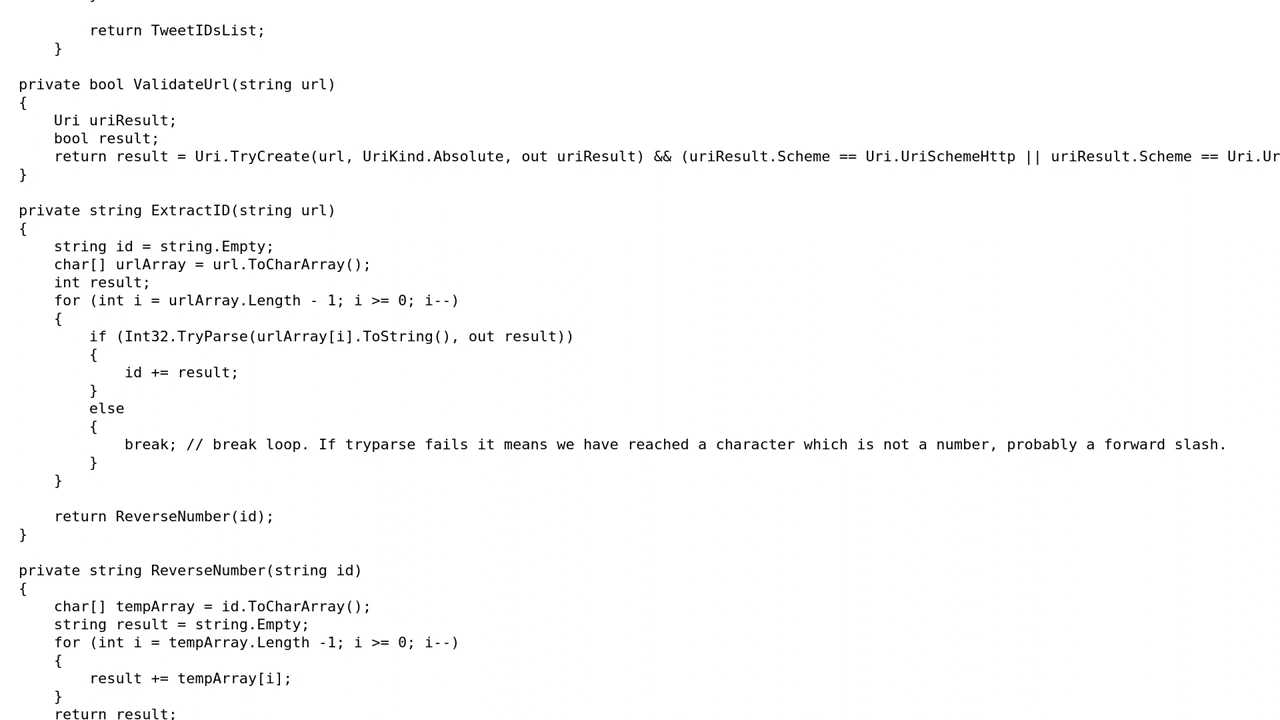 return TweetIDsList;
    }

private bool ValidateUrl(string url)
{
    Uri uriResult;
    bool result;
    return result = Uri.TryCreate(url, UriKind.Absolute, out uriResult) && (uriResult.Scheme == Uri.UriSchemeHttp || uriResult.Scheme == Uri.Ur
}

private string ExtractID(string url)
{
    string id = string.Empty;
    char[] urlArray = url.ToCharArray();
    int result;
    for (int i = urlArray.Length - 1; i >= 0; i--)
    {
        if (Int32.TryParse(urlArray[i].ToString(), out result))
        {
            id += result;
        }
        else
        {
            break; // break loop. If tryparse fails it means we have reached a character which is not a number, probably a forward slash.
        }
    }

    return ReverseNumber(id);
}

private string ReverseNumber(string id)
{
    char[] tempArray = id.ToCharArray();
    string result = string.Empty;
    for (int i = tempArray.Length -1; i >= 0; i--)
    {
        result += tempArray[i];
    }
    return result;